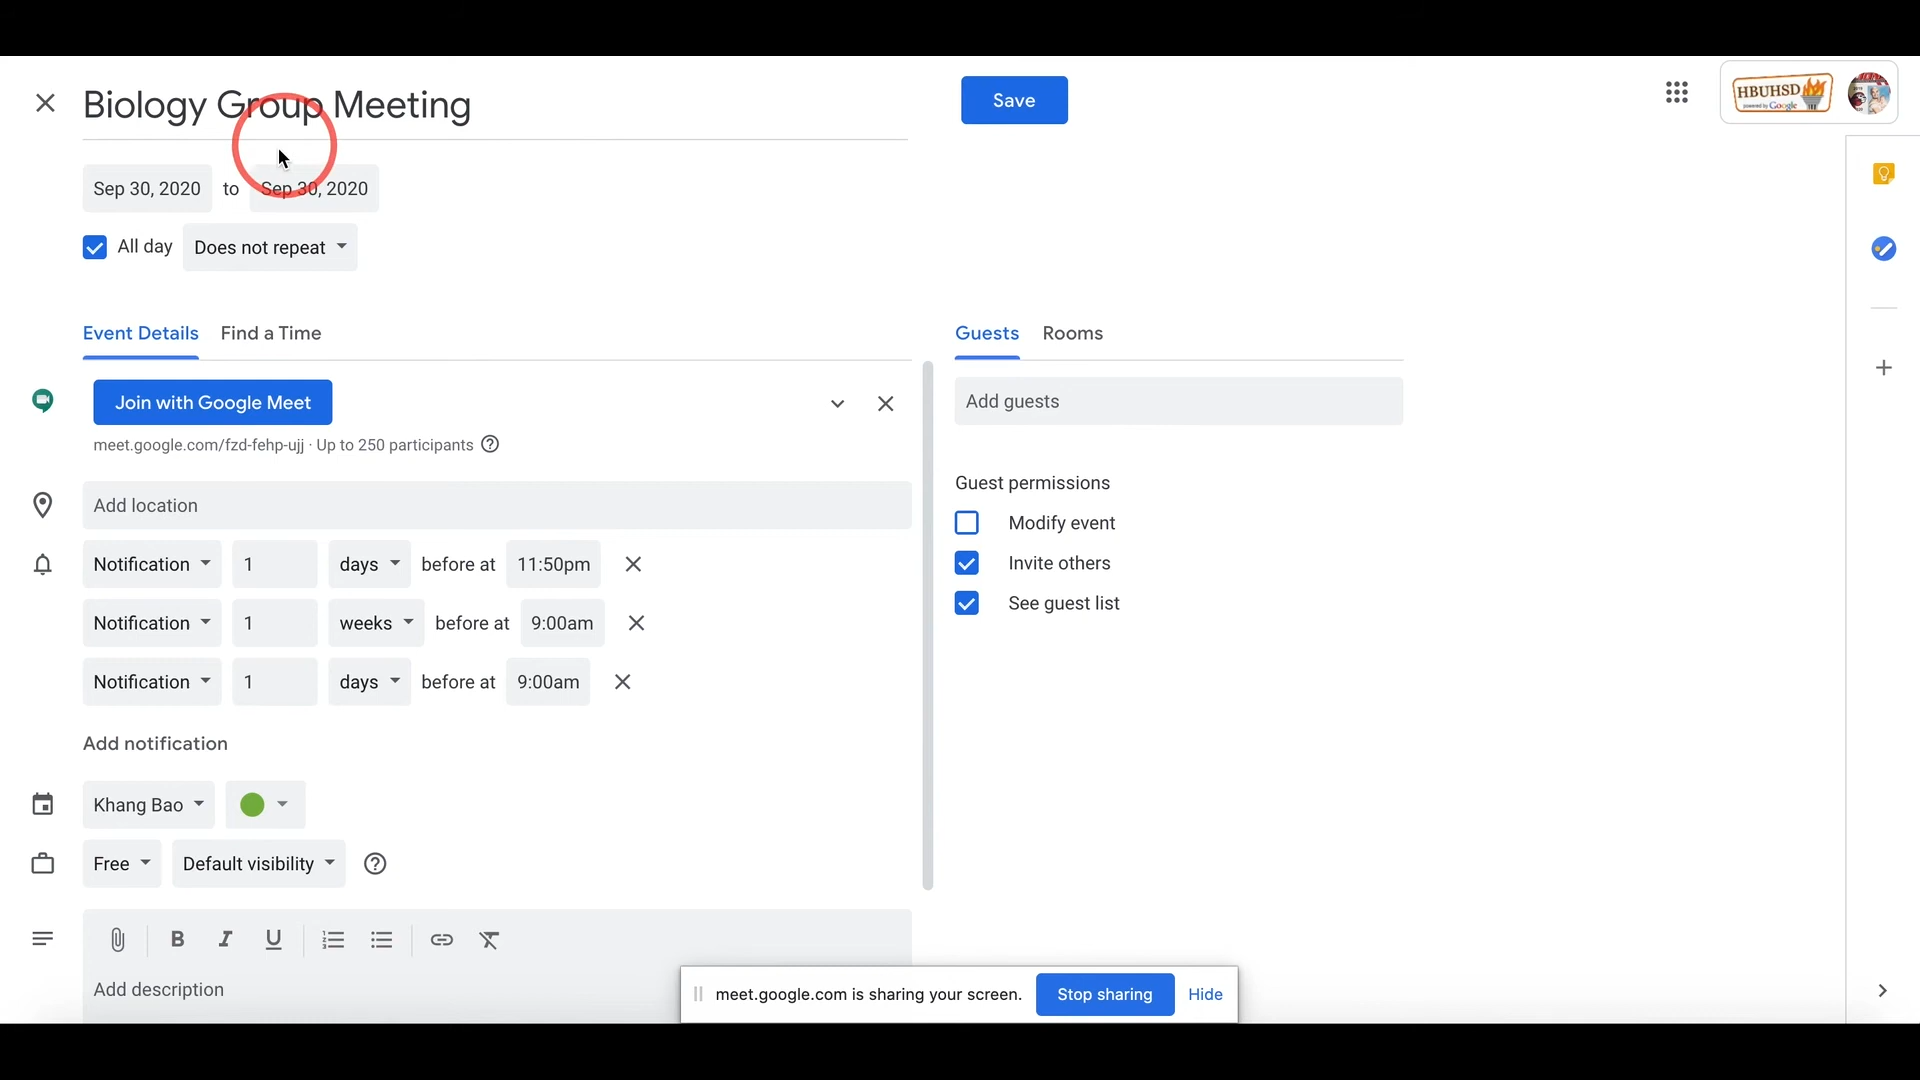 Biology Group Meeting
Save
HBUHSD
powered by Google
Sep 30, 2020 to Sep 30, 2020
All day Does not repeat
Event Details Find a Time
Guests Rooms
Join with Google Meet
meet.google.com/fzd-fehp-ujj · Up to 250 participants
Add guests
Add location
Guest permissions
Modify event
Invite others
See guest list
Notification 1 days before at 11:50pm
Notification 1 weeks before at 9:00am
Notification 1 days before at 9:00am
Add notification
Khang Bao
Free Default visibility
B I U
Add description
meet.google.com is sharing your screen. Stop sharing Hide